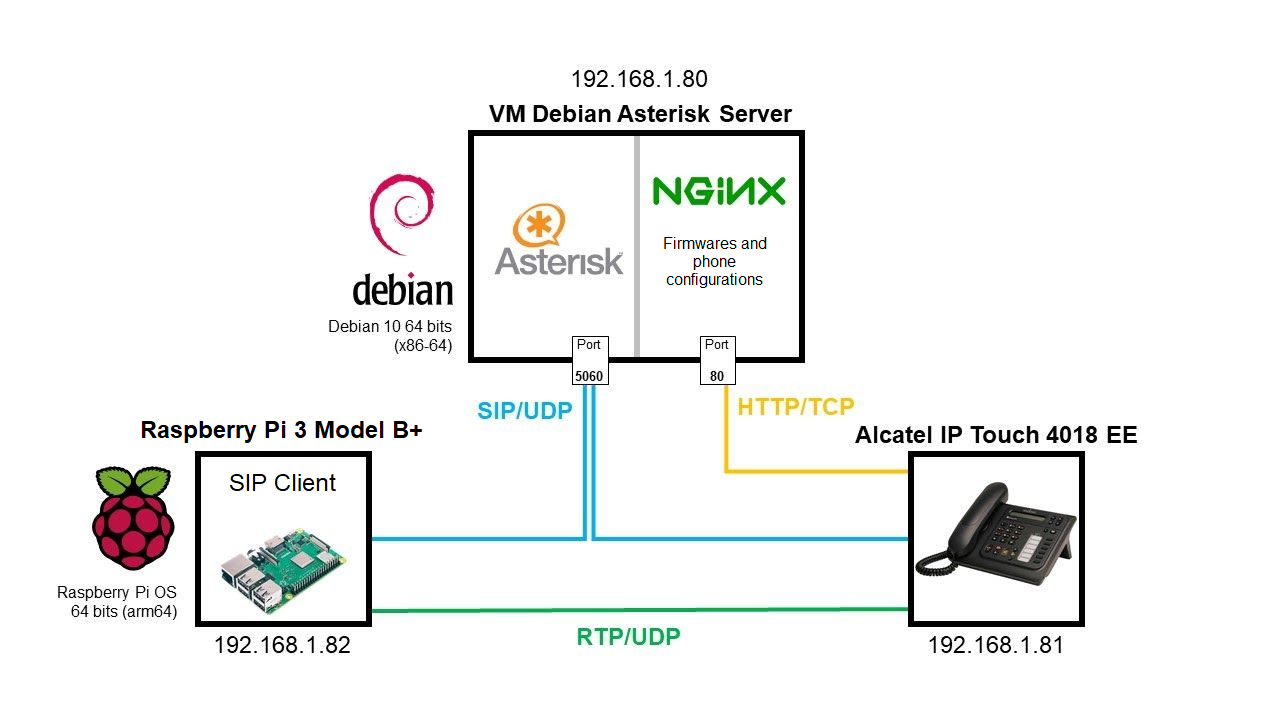 192.168.1.80
VM Debian Asterisk Server
NGiNX
Asterisk
Firmwares and
phone
configurations
debian
Debian 10 64 bits
(x86-64)
Port
5060
Port
80
SIP/UDP
HTTP/TCP
Raspberry Pi 3 Model B+
Alcatel IP Touch 4018 EE
SIP Client
Raspberry Pi OS
64 bits (arm64)
RTP/UDP
192.168.1.82
192.168.1.81